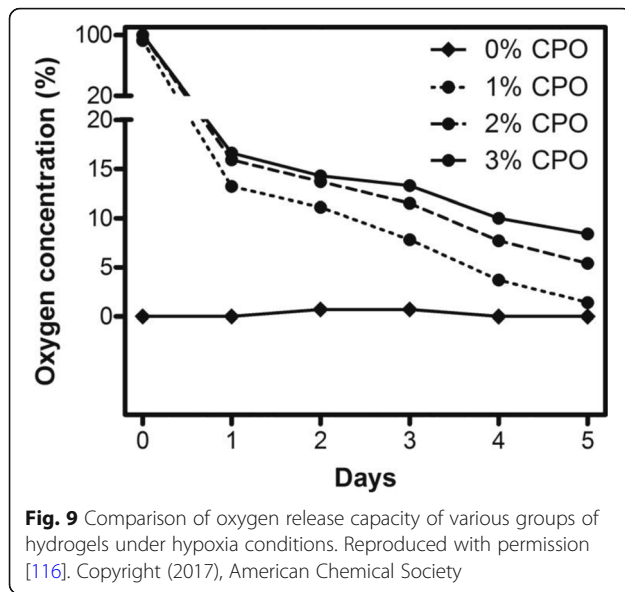 Oxygen concentration (%)
100
20
20
15
10
5
0
0% CPO
1% CPO
2% CPO
3% CPO
0 1 2 3 4 5
Days
Fig. 9 Comparison of oxygen release capacity of various groups of
hydrogels under hypoxia conditions. Reproduced with permission
[116]. Copyright (2017), American Chemical Society